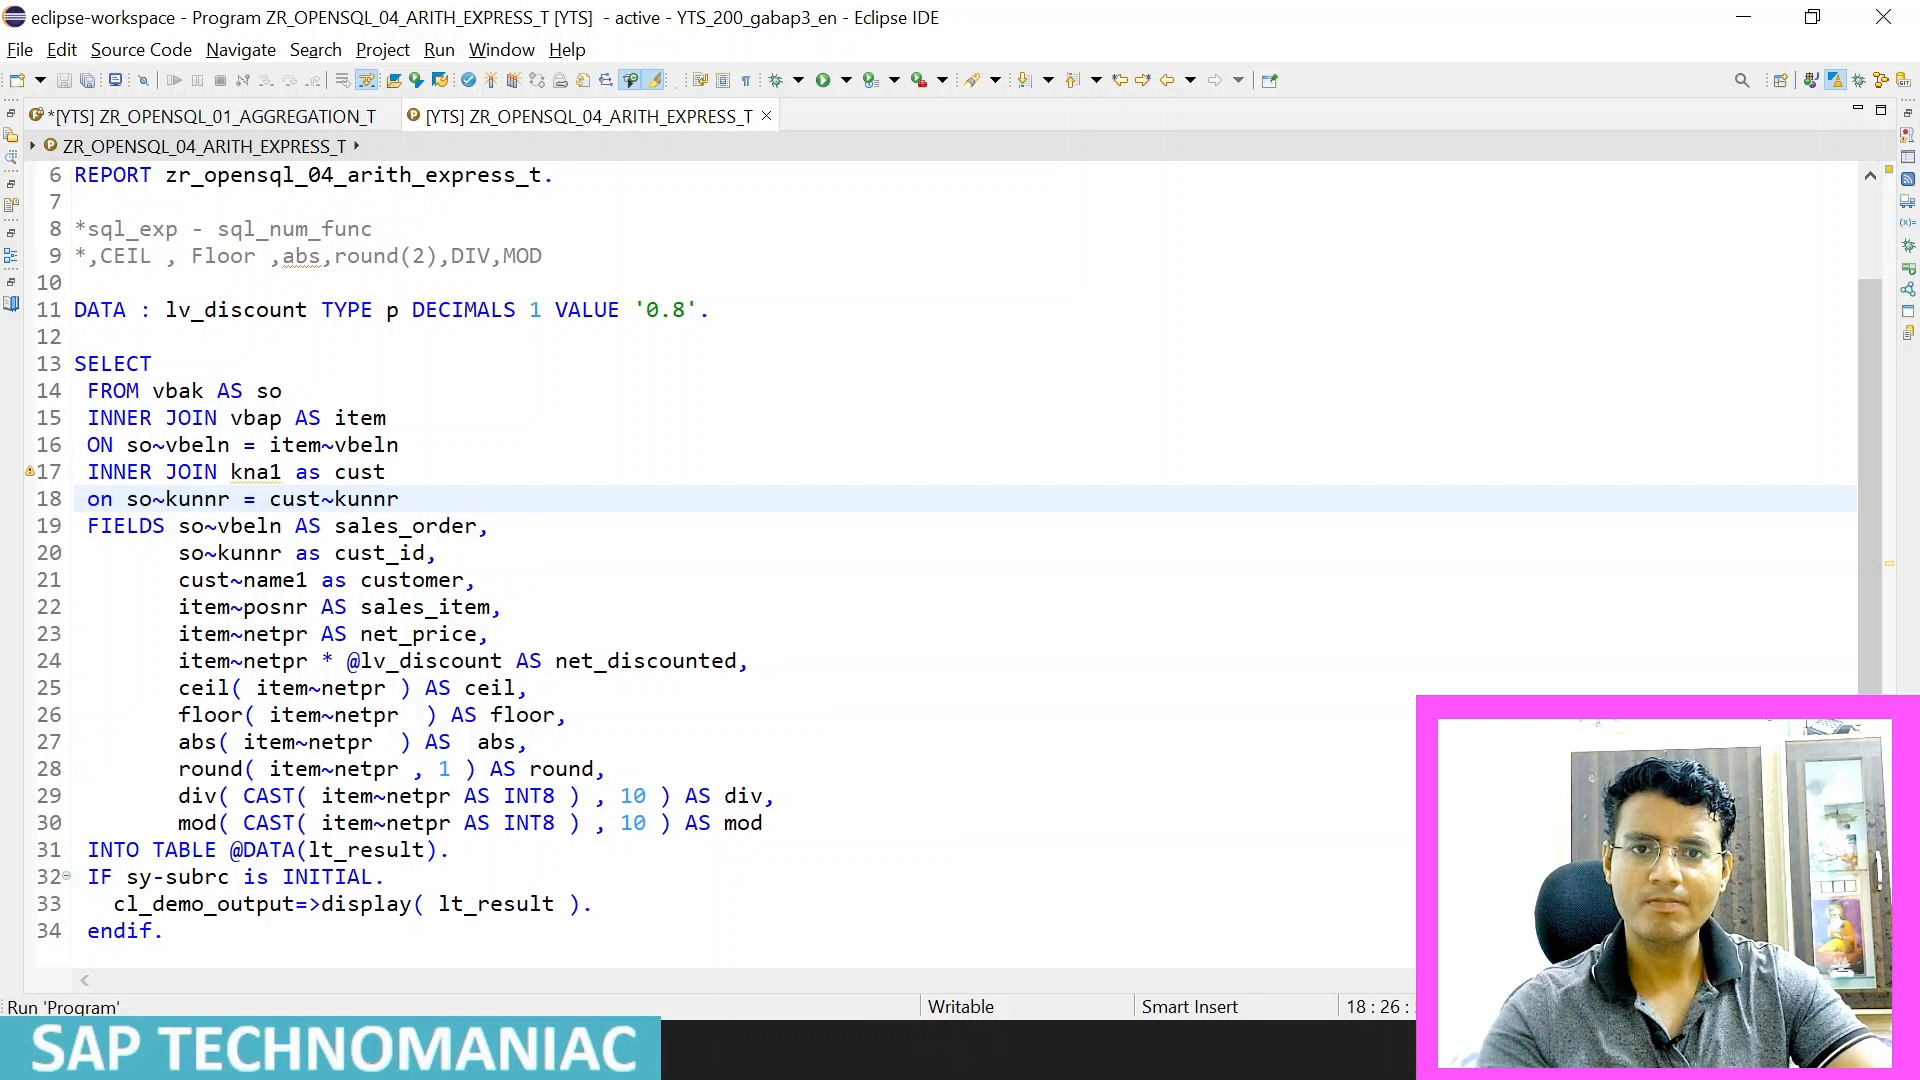 eclipse-workspace - Program ZR_OPENSQL_04_ARITH_EXPRESS_T [YTS]  - active - YTS_200_gabap3_en - Eclipse IDE
File Edit Source Code Navigate Search Project Run Window Help
*[YTS] ZR_OPENSQL_01_AGGREGATION_T [YTS] ZR_OPENSQL_04_ARITH_EXPRESS_T
ZR_OPENSQL_04_ARITH_EXPRESS_T
6 REPORT zr_opensql_04_arith_express_t.
7
8 *sql_exp - sql_num_func
9 *,CEIL , Floor ,abs,round(2),DIV,MOD
10
11 DATA : lv_discount TYPE p DECIMALS 1 VALUE '0.8'.
12
13 SELECT
14 FROM vbak AS so
15 INNER JOIN vbap AS item
16 ON so~vbeln = item~vbeln
17 INNER JOIN kna1 as cust
18 on so~kunnr = cust~kunnr
19 FIELDS so~vbeln AS sales_order,
20 so~kunnr as cust_id,
21 cust~name1 as customer,
22 item~posnr AS sales_item,
23 item~netpr AS net_price,
24 item~netpr * @lv_discount AS net_discounted,
25 ceil( item~netpr ) AS ceil,
26 floor( item~netpr  ) AS floor,
27 abs( item~netpr  ) AS  abs,
28 round( item~netpr , 1 ) AS round,
29 div( CAST( item~netpr AS INT8 ) , 10 ) AS div,
30 mod( CAST( item~netpr AS INT8 ) , 10 ) AS mod
31 INTO TABLE @DATA(lt_result).
32 IF sy-subrc is INITIAL.
33 cl_demo_output=>display( lt_result ).
34 endif.
Run 'Program' Writable Smart Insert 18 : 26 :
SAP TECHNOMANIAC